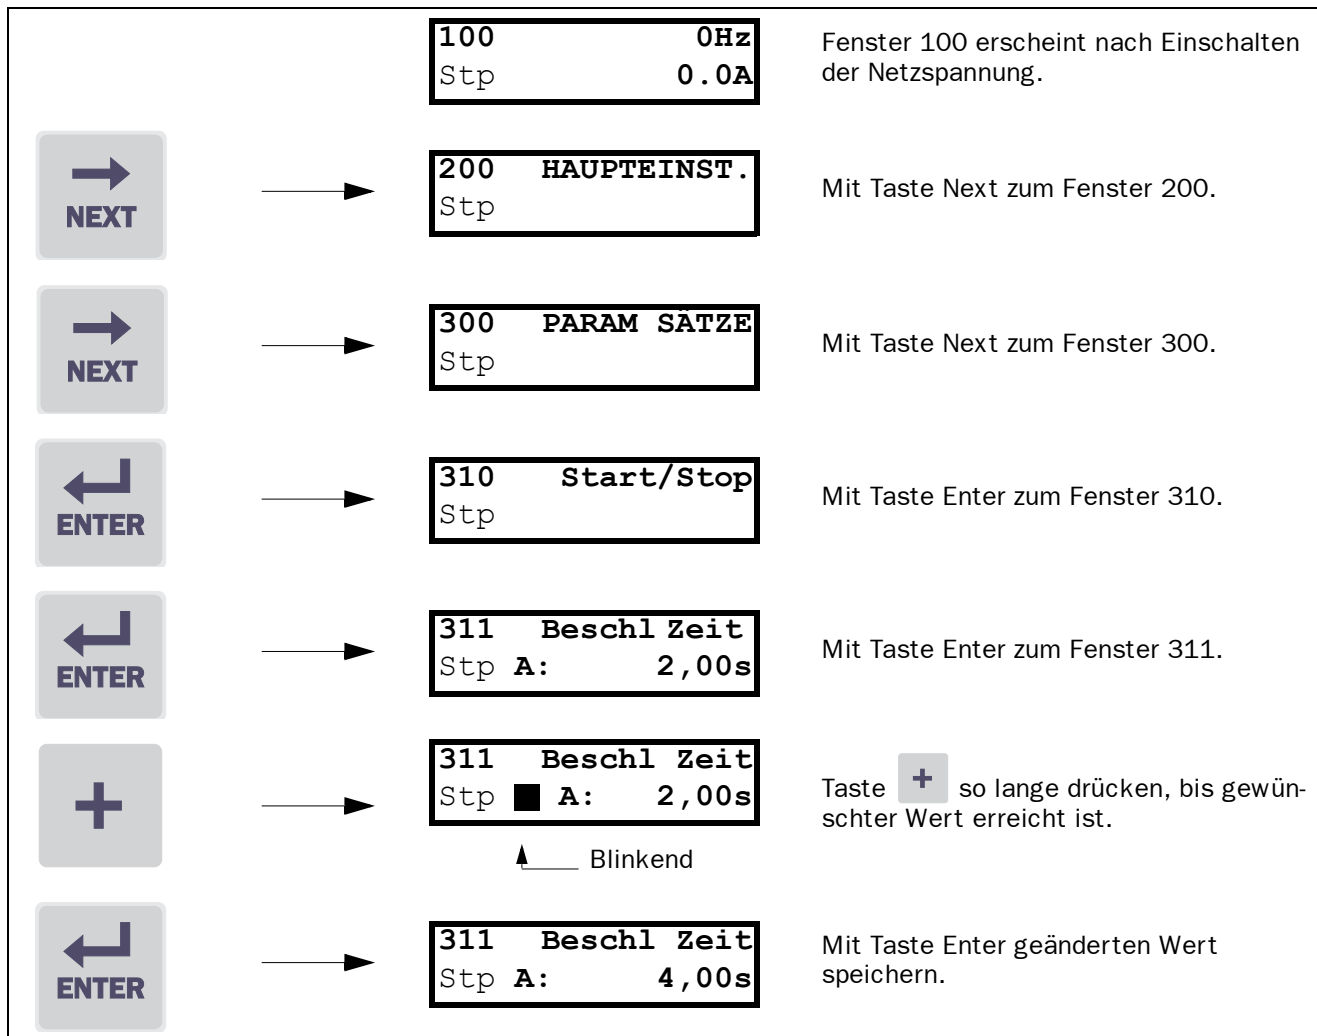 100 0Hz
Stp 0.0A
Fenster 100 erscheint nach Einschalten
der Netzspannung.
NEXT
200 HAUPTEINST.
Stp
Mit Taste Next zum Fenster 200.
NEXT
300 PARAM SÄTZE
Stp
Mit Taste Next zum Fenster 300.
ENTER
310 Start/Stop
Stp
Mit Taste Enter zum Fenster 310.
ENTER
311 Beschl Zeit
Stp A: 2,00s
Mit Taste Enter zum Fenster 311.
+
311 Beschl Zeit
Stp A: 2,00s
Blinkend
Taste + so lange drücken, bis gewün-
schter Wert erreicht ist.
ENTER
311 Beschl Zeit
Stp A: 4,00s
Mit Taste Enter geänderten Wert
speichern.